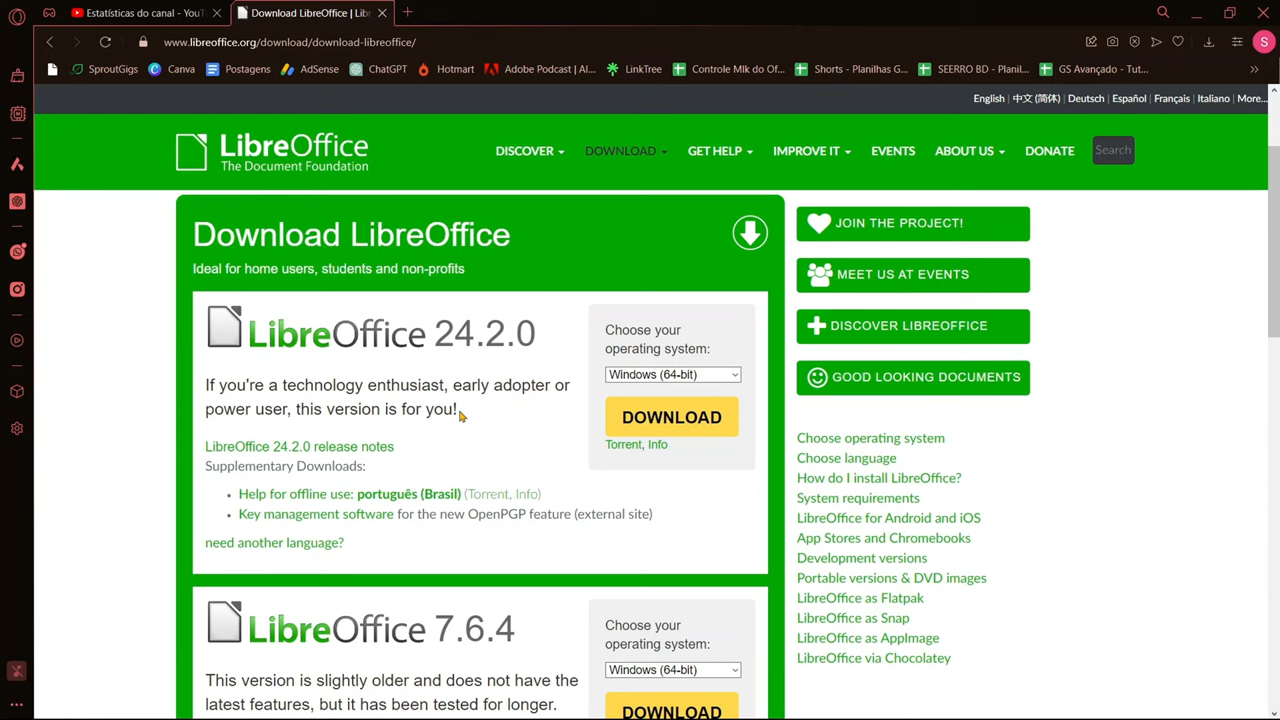 Estatísticas do canal - YouT
Download LibreOffice | Lib
www.libreoffice.org/download/download-libreoffice/
S
SproutGigs
Canva
Postagens
AdSense
ChatGPT
Hotmart
Adobe Podcast | AI...
LinkTree
Controle Mlk do Of...
Shorts - Planilhas G...
SEERRO BD - Planil...
GS Avançado - Tut...
English | 中文 (简体) | Deutsch | Español | Français | Italiano | More...
LibreOffice
The Document Foundation
DISCOVER
DOWNLOAD
GET HELP
IMPROVE IT
EVENTS
ABOUT US
DONATE
Search
Download LibreOffice
Ideal for home users, students and non-profits
LibreOffice 24.2.0
If you're a technology enthusiast, early adopter or
power user, this version is for you!
LibreOffice 24.2.0 release notes
Supplementary Downloads:
Help for offline use: português (Brasil) (Torrent, Info)
Key management software for the new OpenPGP feature (external site)
need another language?
Choose your
operating system:
Windows (64-bit)
DOWNLOAD
Torrent, Info
LibreOffice 7.6.4
This version is slightly older and does not have the
latest features, but it has been tested for longer.
Choose your
operating system:
Windows (64-bit)
DOWNLOAD
JOIN THE PROJECT!
MEET US AT EVENTS
DISCOVER LIBREOFFICE
GOOD LOOKING DOCUMENTS
Choose operating system
Choose language
How do I install LibreOffice?
System requirements
LibreOffice for Android and iOS
App Stores and Chromebooks
Development versions
Portable versions & DVD images
LibreOffice as Flatpak
LibreOffice as Snap
LibreOffice as AppImage
LibreOffice via Chocolatey